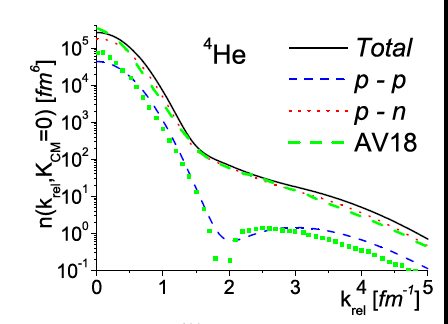 ⁴He
Total
p - p
p - n
AV18
n(k_rel,K_CM=0) [fm⁶]
10⁵
10⁴
10³
10²
10¹
10⁰
10⁻¹
0 1 2 3 4 5
k_rel [fm⁻¹]